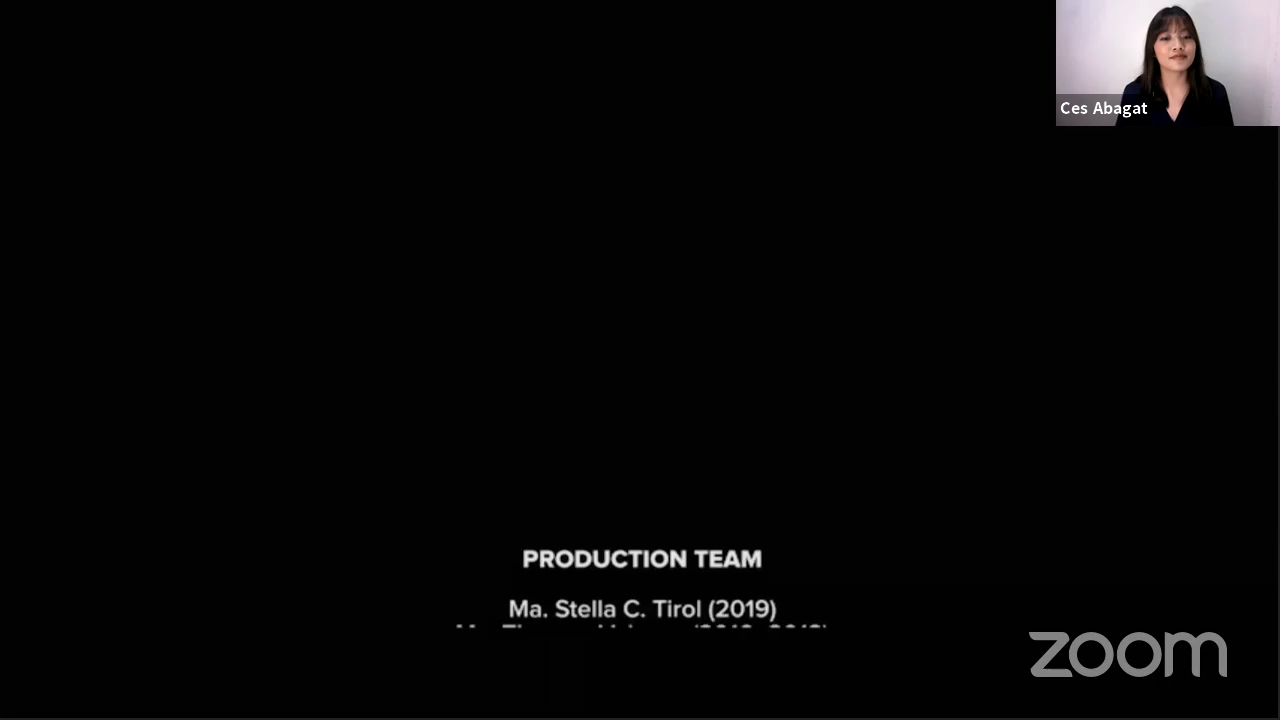 Ces Abagat
PRODUCTION TEAM
Ma. Stella C. Tirol (2019)
zoom